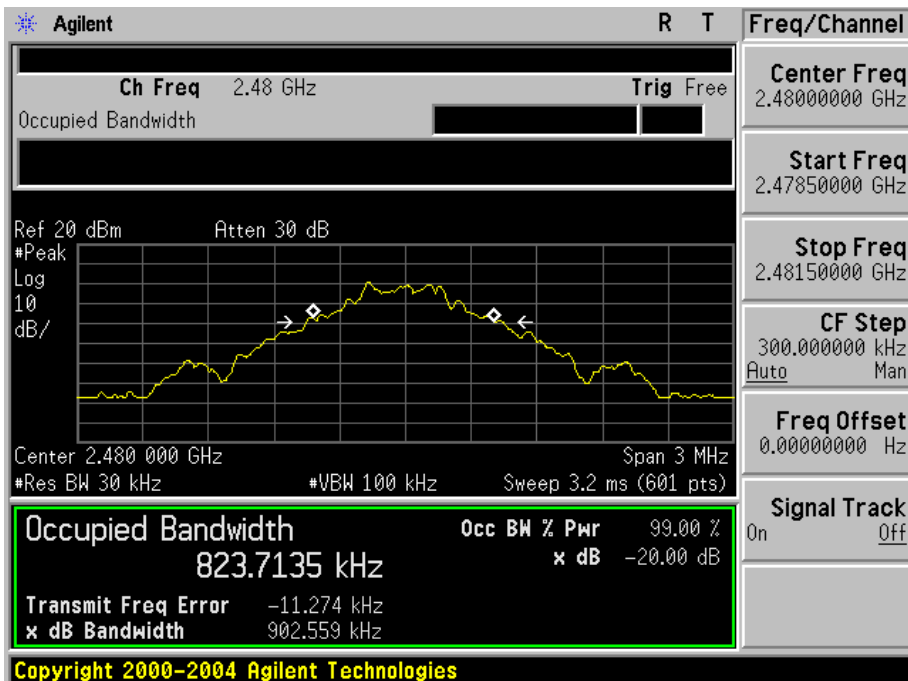 Agilent R T
Ch Freq 2.48 GHz Trig Free
Occupied Bandwidth
Ref 20 dBm Atten 30 dB
#Peak
Log
10
dB/
Center 2.480 000 GHz Span 3 MHz
#Res BW 30 kHz #VBW 100 kHz Sweep 3.2 ms (601 pts)
Occupied Bandwidth
823.7135 kHz
Occ BW % Pwr 99.00 %
x dB -20.00 dB
Transmit Freq Error -11.274 kHz
x dB Bandwidth 902.559 kHz
Copyright 2000-2004 Agilent Technologies
Freq/Channel
Center Freq
2.48000000 GHz
Start Freq
2.47850000 GHz
Stop Freq
2.48150000 GHz
CF Step
300.000000 kHz
Auto Man
Freq Offset
0.00000000 Hz
Signal Track
On Off